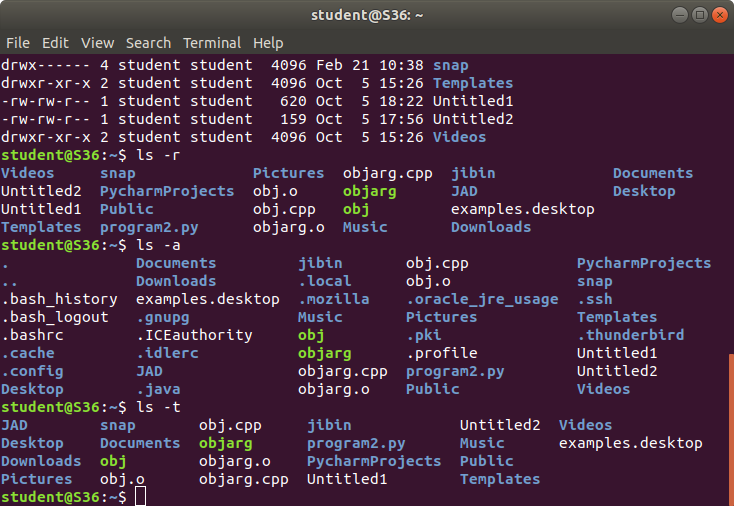 student@S36: ~
File Edit View Search Terminal Help
drwx------ 4 student student  4096 Feb 21 10:38 snap
drwxr-xr-x 2 student student  4096 Oct  5 15:26 Templates
-rw-rw-r-- 1 student student   620 Oct  5 18:22 Untitled1
-rw-rw-r-- 1 student student   159 Oct  5 17:56 Untitled2
drwxr-xr-x 2 student student  4096 Oct  5 15:26 Videos
student@S36:~$ ls -r
Videos     snap             Pictures  objarg.cpp  jibin             Documents
Untitled2  PycharmProjects  obj.o     objarg      JAD               Desktop
Untitled1  Public           obj.cpp   obj         examples.desktop
Templates  program2.py      objarg.o  Music       Downloads
student@S36:~$ ls -a
.              Documents         jibin       obj.cpp            PycharmProjects
..             Downloads         .local      obj.o              snap
.bash_history  examples.desktop  .mozilla    .oracle_jre_usage  .ssh
.bash_logout   .gnupg            Music       Pictures           Templates
.bashrc        .ICEauthority     obj         .pki               .thunderbird
.cache         .idlerc           objarg      .profile           Untitled1
.config        JAD               objarg.cpp  program2.py        Untitled2
Desktop        .java             objarg.o    Public             Videos
student@S36:~$ ls -t
JAD        snap       obj.cpp     jibin            Untitled2  Videos
Desktop    Documents  objarg      program2.py      Music      examples.desktop
Downloads  obj        objarg.o    PycharmProjects  Public
Pictures   obj.o      objarg.cpp  Untitled1        Templates
student@S36:~$